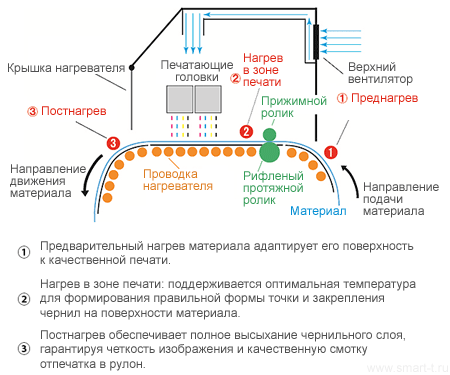 Крышка нагревателя
Печатающие
головки
Нагрев
② в зоне
печати
Верхний
вентилятор
① Преднагрев
Прижимной
ролик
③ Постнагрев
3
2
1
Направление
движения
материала
Проводка
нагревателя
Рифленый
протяжной
ролик
Материал
Направление
подачи
материала
① Предварительный нагрев материала адаптирует его поверхность
к качественной печати.
② Нагрев в зоне печати: поддерживается оптимальная температура
для формирования правильной формы точки и закрепления
чернил на поверхности материала.
③ Постнагрев обеспечивает полное высыхание чернильного слоя,
гарантируя четкость изображения и качественную смотку
отпечатка в рулон.
www.smart-t.ru